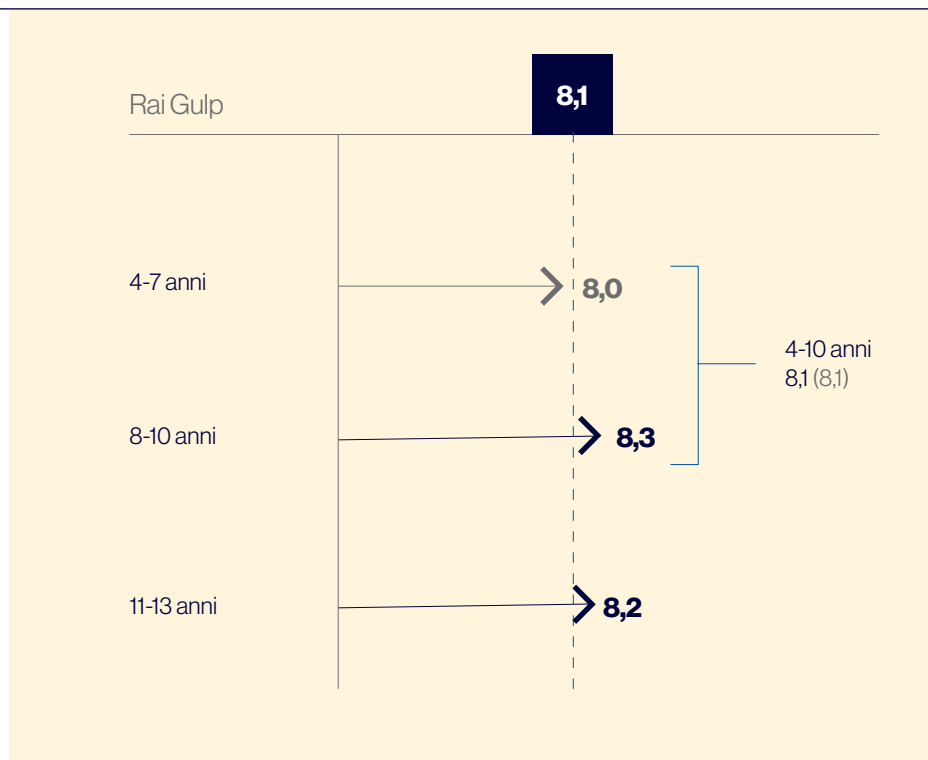 8,1
Rai Gulp
4-7 anni
8,0
4-10 anni
8,1 (8,1)
8-10 anni
8,3
11-13 anni
8,2